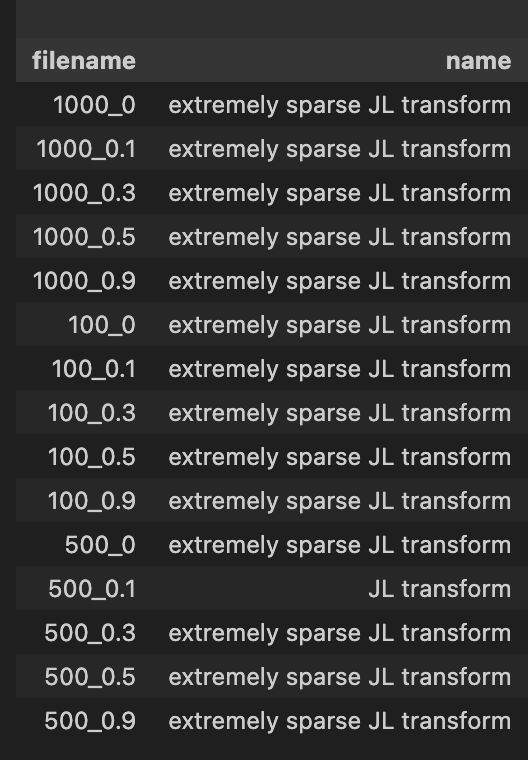 filename name
1000_0 extremely sparse JL transform
1000_0.1 extremely sparse JL transform
1000_0.3 extremely sparse JL transform
1000_0.5 extremely sparse JL transform
1000_0.9 extremely sparse JL transform
100_0 extremely sparse JL transform
100_0.1 extremely sparse JL transform
100_0.3 extremely sparse JL transform
100_0.5 extremely sparse JL transform
100_0.9 extremely sparse JL transform
500_0 extremely sparse JL transform
500_0.1 JL transform
500_0.3 extremely sparse JL transform
500_0.5 extremely sparse JL transform
500_0.9 extremely sparse JL transform